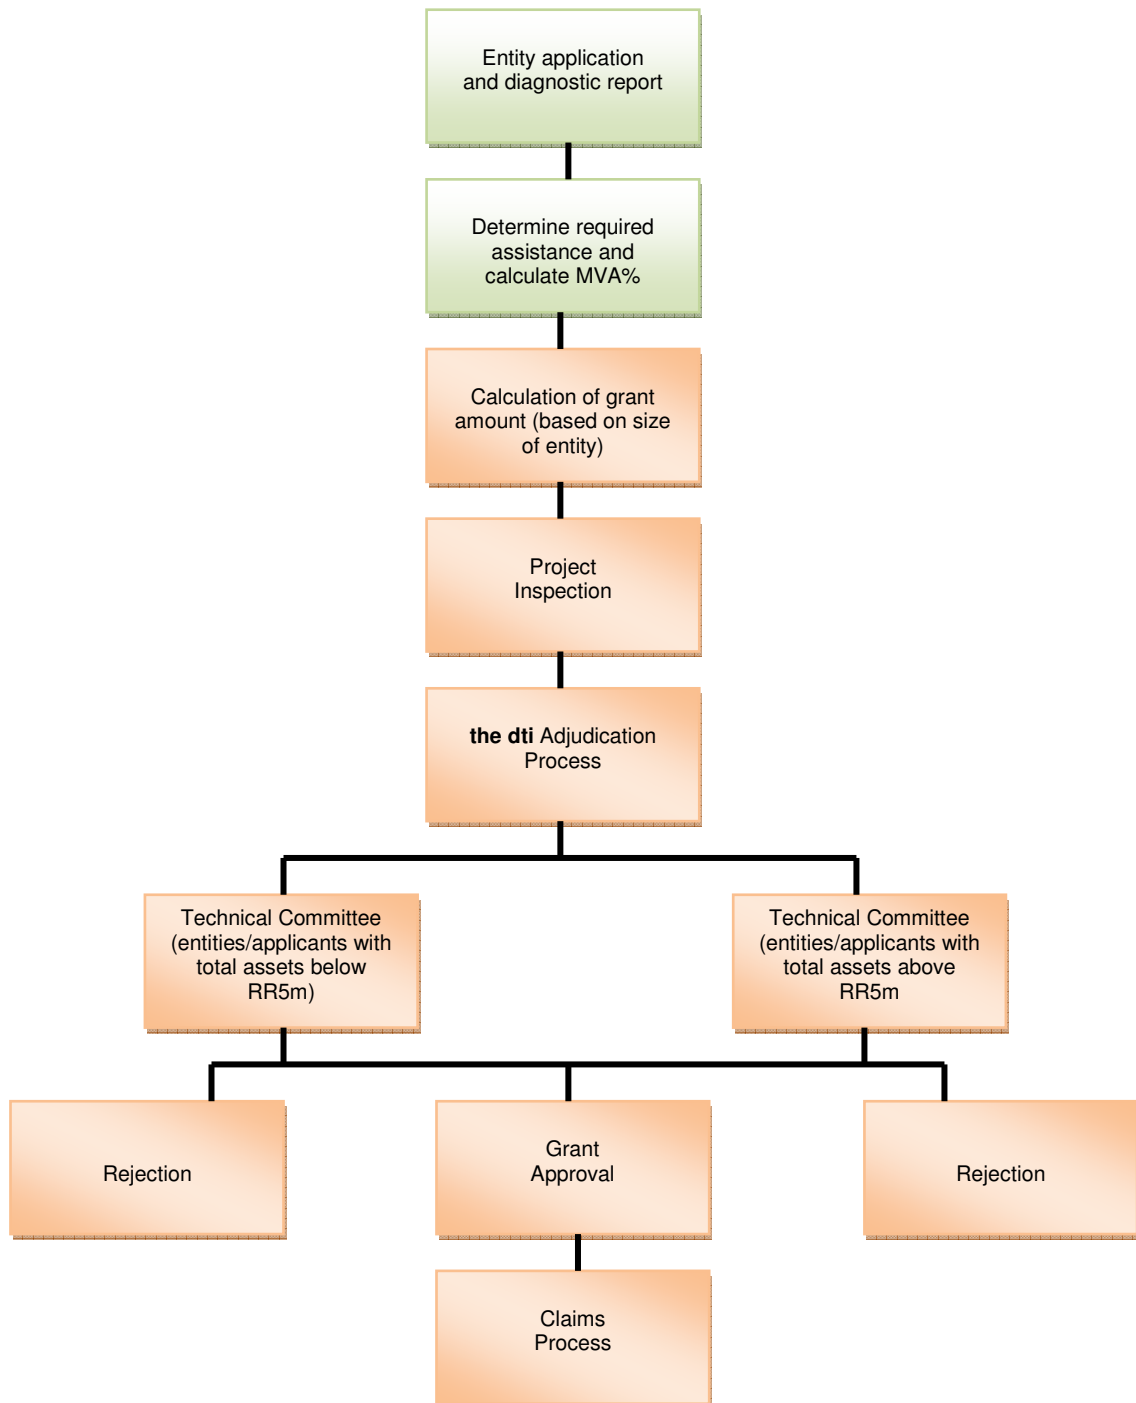 Entity application
and diagnostic report
Determine required
assistance and
calculate MVA%
Calculation of grant
amount (based on size
of entity)
Project
Inspection
the dti Adjudication
Process
Technical Committee
(entities/applicants with
total assets below
RR5m)
Technical Committee
(entities/applicants with
total assets above
RR5m
Rejection
Grant
Approval
Rejection
Claims
Process